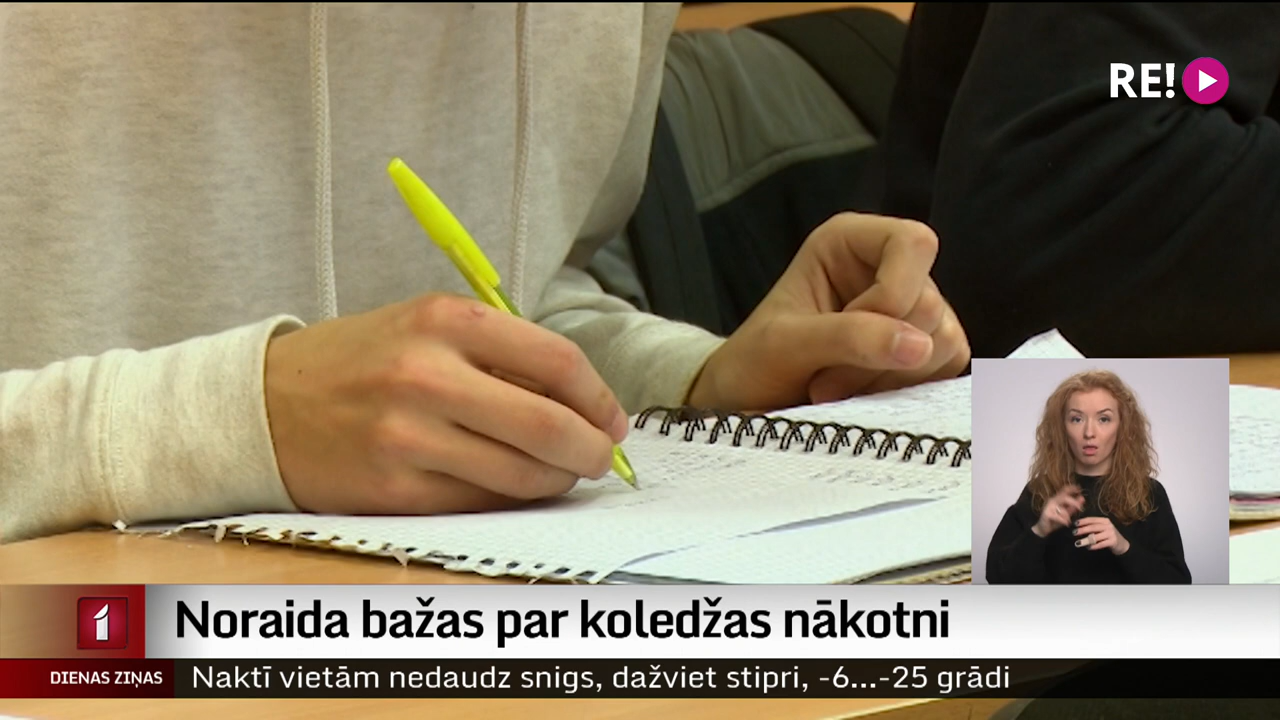 RE!
1
Noraida bažas par koledžas nākotni
DIENAS ZIŅAS
Naktī vietām nedaudz snigs, dažviet stipri, -6...-25 grādi